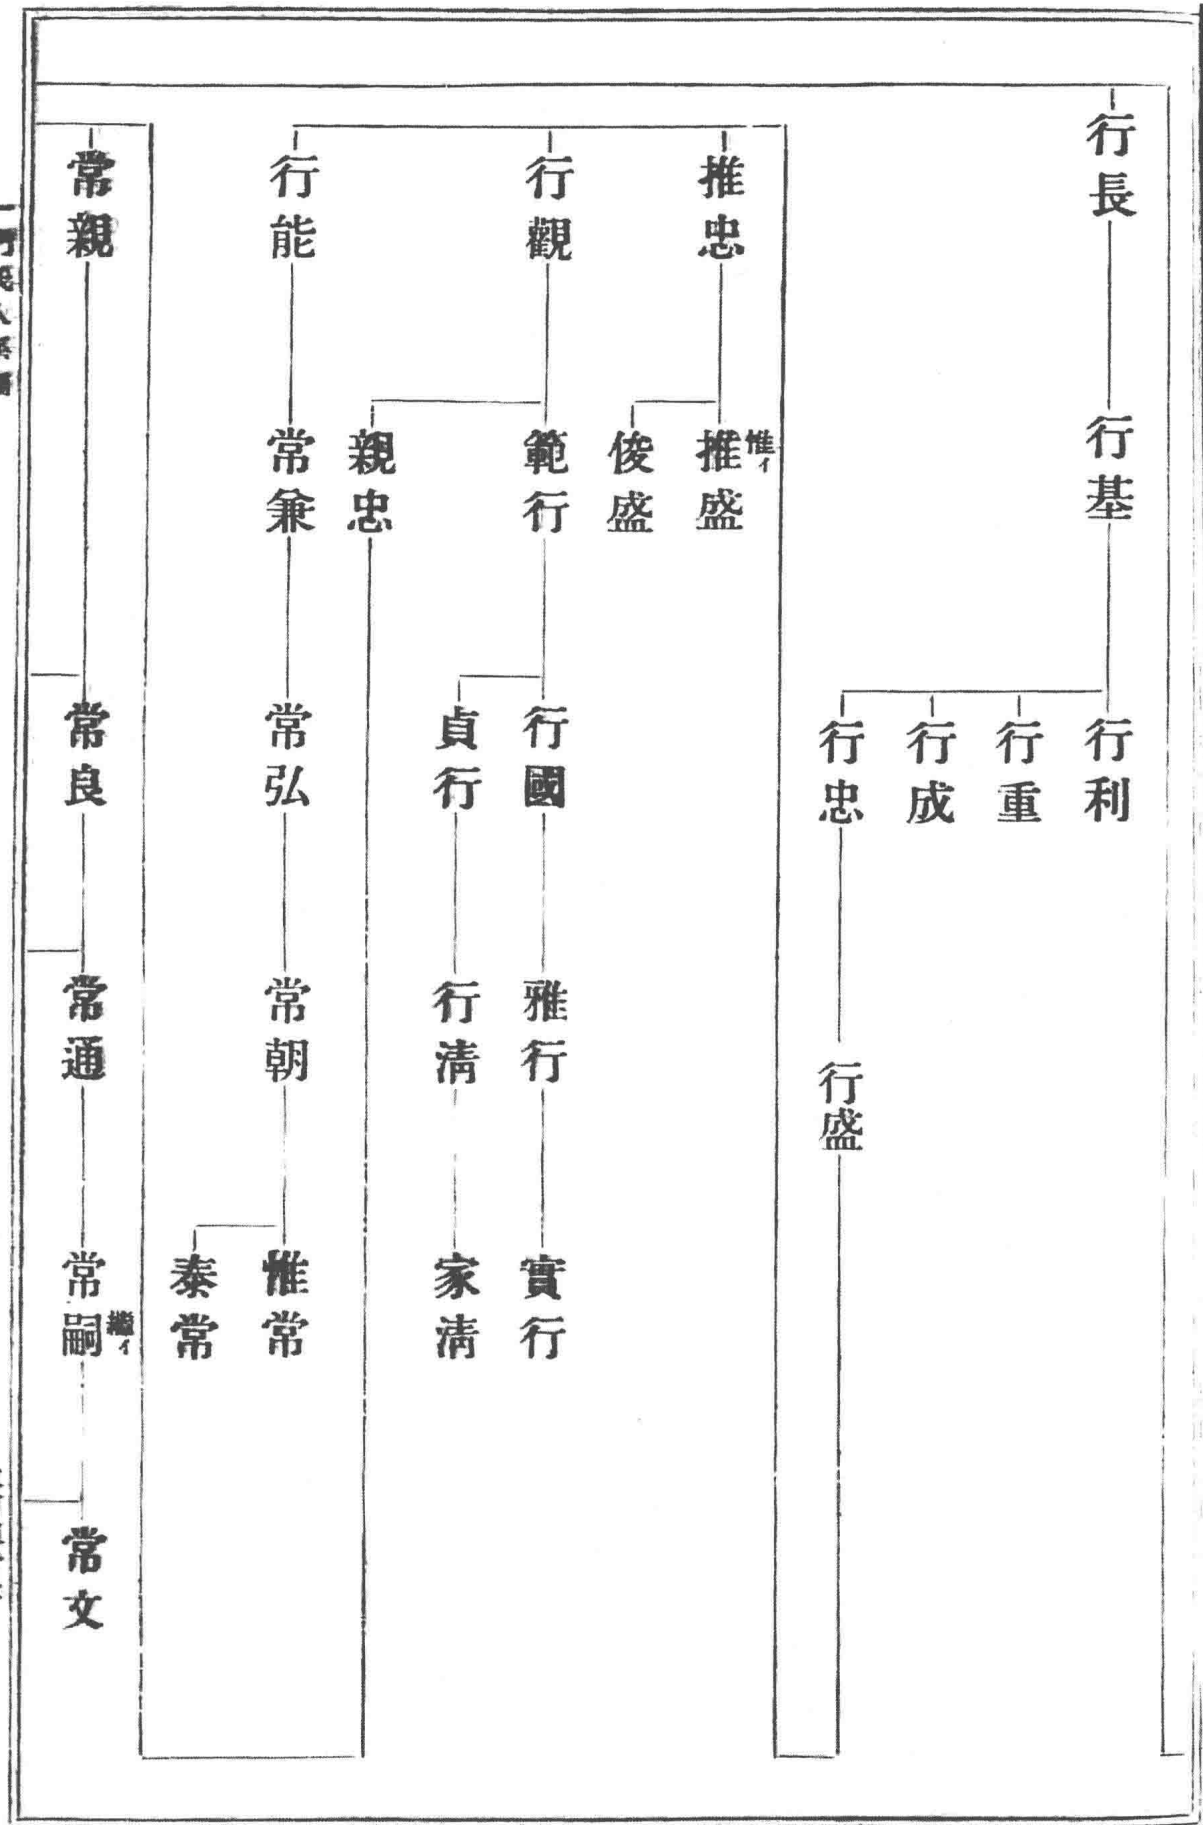 行長
行基
行利
行重
行成
行忠
行盛
推忠
推盛
惟イ
俊盛
行觀
範行
行國
雅行
實行
貞行
行淸
家淸
親忠
行能
常兼
常弘
常朝
惟常
泰常
常親
常良
常通
常嗣
繼イ
常文